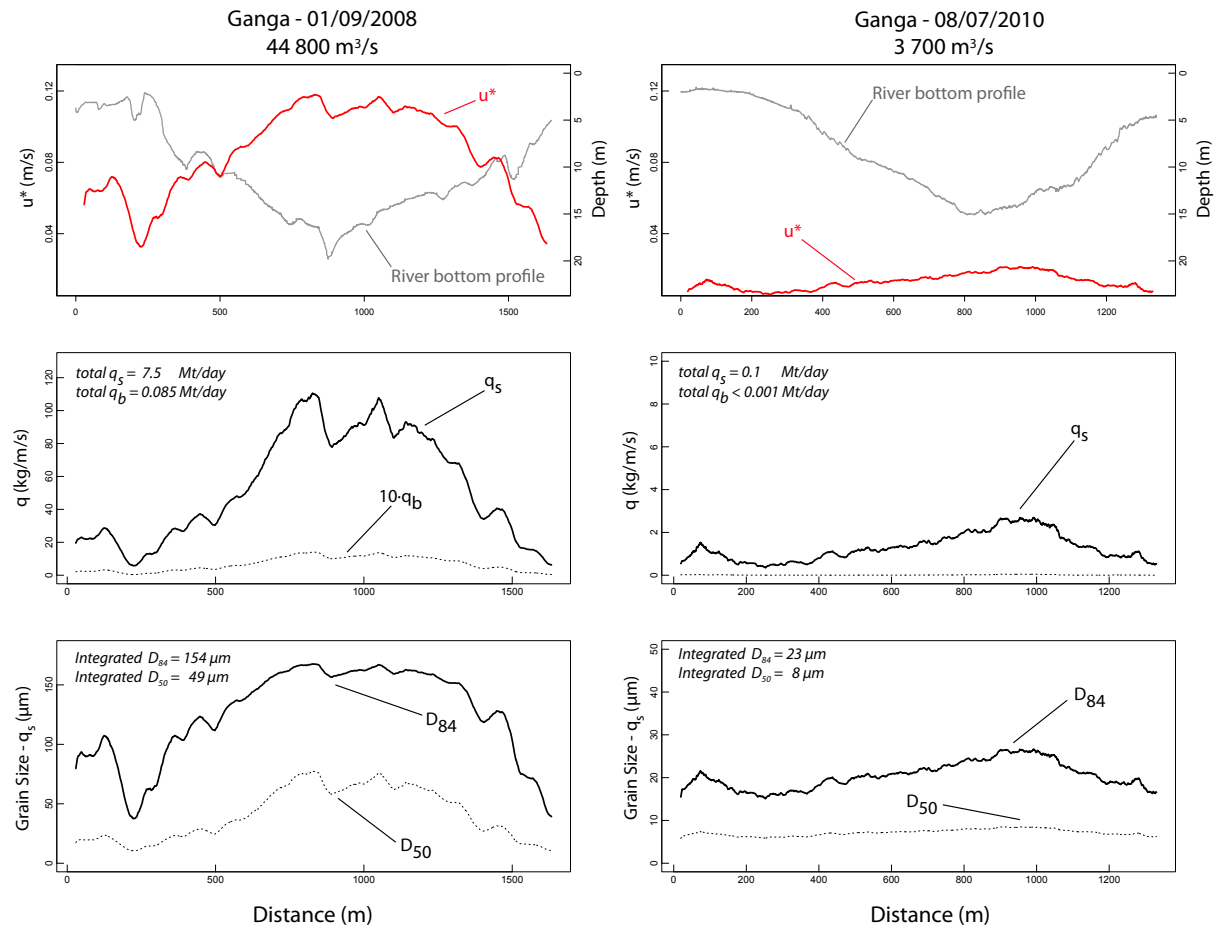 Ganga - 01/09/2008
44 800 m³/s
Ganga - 08/07/2010
3 700 m³/s
u* (m/s)
0.04
0.08
0.12
Depth (m)
0
5
10
15
20
u*
River bottom profile
0
500
1000
1500
u* (m/s)
0.04
0.08
0.12
Depth (m)
0
5
10
15
20
River bottom profile
u*
0
200
400
600
800
1000
1200
q (kg/m/s)
0
20
40
60
80
100
120
total qs = 7.5 Mt/day
total qb = 0.085 Mt/day
qs
10·qb
0
500
1000
1500
q (kg/m/s)
0
2
4
6
8
10
total qs = 0.1 Mt/day
total qb < 0.001 Mt/day
qs
0
200
400
600
800
1000
1200
Grain Size - qs (µm)
0
50
100
150
Integrated D84 = 154 µm
Integrated D50 = 49 µm
D84
D50
0
500
1000
1500
Distance (m)
Grain Size - qs (µm)
0
10
20
30
40
50
Integrated D84 = 23 µm
Integrated D50 = 8 µm
D84
D50
0
200
400
600
800
1000
1200
Distance (m)